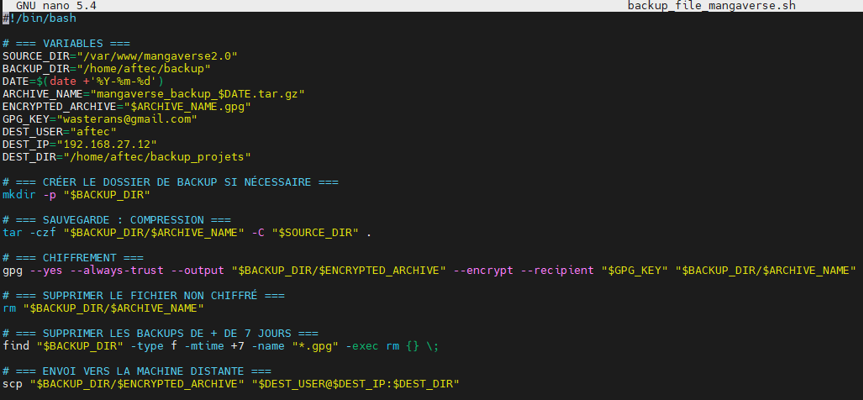 GNU nano 5.4 backup_file_mangaverse.sh
#!/bin/bash
# === VARIABLES ===
SOURCE_DIR="/var/www/mangaverse2.0"
BACKUP_DIR="/home/aftec/backup"
DATE=$(date +'%Y-%m-%d')
ARCHIVE_NAME="mangaverse_backup_$DATE.tar.gz"
ENCRYPTED_ARCHIVE="$ARCHIVE_NAME.gpg"
GPG_KEY="wasterans@gmail.com"
DEST_USER="aftec"
DEST_IP="192.168.27.12"
DEST_DIR="/home/aftec/backup_projets"
# === CRÉER LE DOSSIER DE BACKUP SI NÉCESSAIRE ===
mkdir -p "$BACKUP_DIR"
# === SAUVEGARDE : COMPRESSION ===
tar -czf "$BACKUP_DIR/$ARCHIVE_NAME" -C "$SOURCE_DIR" .
# === CHIFFREMENT ===
gpg --yes --always-trust --output "$BACKUP_DIR/$ENCRYPTED_ARCHIVE" --encrypt --recipient "$GPG_KEY" "$BACKUP_DIR/$ARCHIVE_NAME"
# === SUPPRIMER LE FICHIER NON CHIFFRÉ ===
rm "$BACKUP_DIR/$ARCHIVE_NAME"
# === SUPPRIMER LES BACKUPS DE + DE 7 JOURS ===
find "$BACKUP_DIR" -type f -mtime +7 -name "*.gpg" -exec rm {} \;
# === ENVOI VERS LA MACHINE DISTANTE ===
scp "$BACKUP_DIR/$ENCRYPTED_ARCHIVE" "$DEST_USER@$DEST_IP:$DEST_DIR"